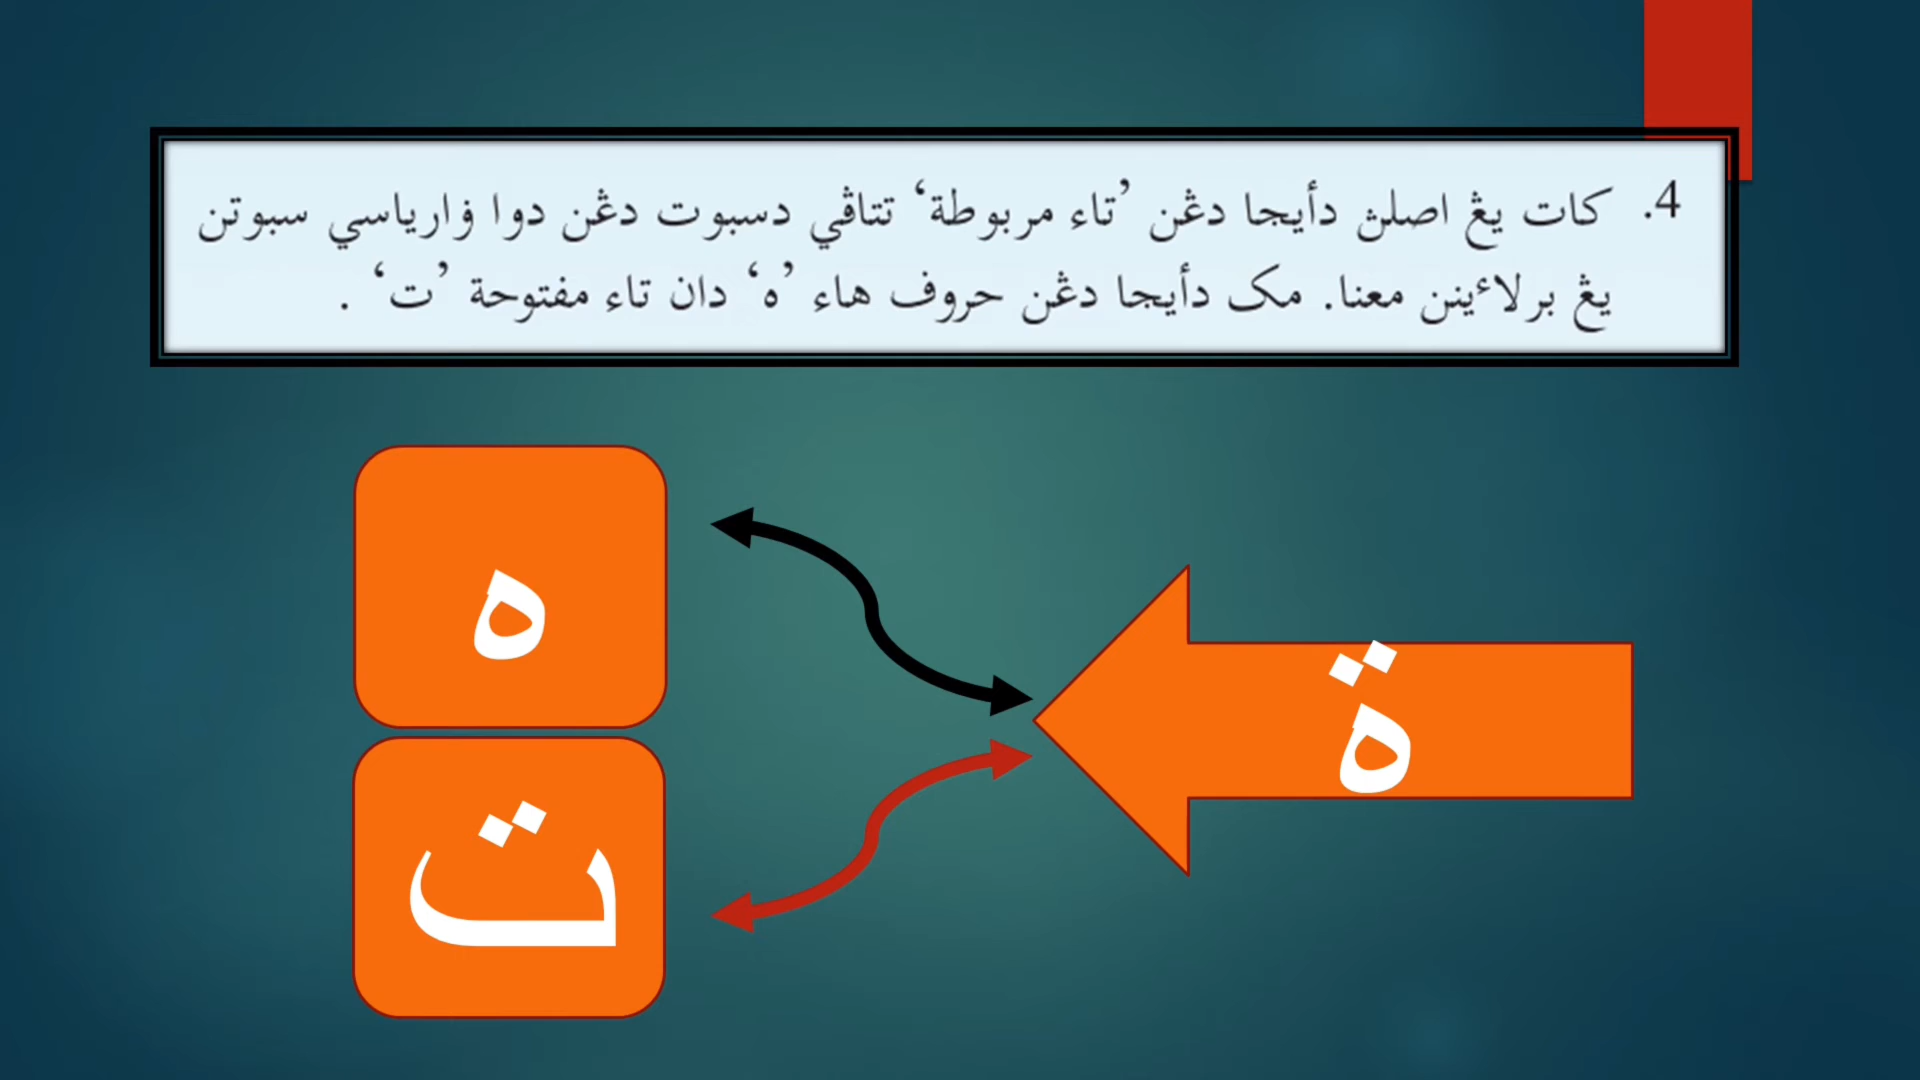 4. کات يڠ اصلڽ دأيجا دڠن ’تاء مربوطة‘ تتاڤي دسبوت دڠن دوا ۏارياسي سبوتن
يڠ برلاءينن معنا. مک دأيجا دڠن حروف هاء ’ه‘ دان تاء مفتوحة ’ت‘ .
ه
ة
ت